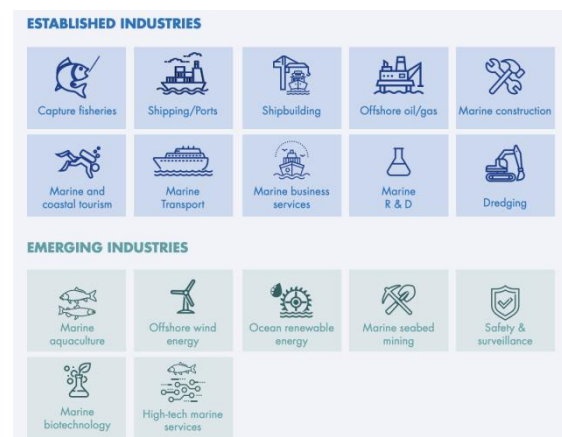 ESTABLISHED INDUSTRIES
Capture fisheries
Shipping/Ports
Shipbuilding
Offshore oil/gas
Marine construction
Marine and
coastal tourism
Marine
Transport
Marine business
services
Marine
R & D
Dredging
EMERGING INDUSTRIES
Marine
aquaculture
Offshore wind
energy
Ocean renewable
energy
Marine seabed
mining
Safety &
surveillance
Marine
biotechnology
High-tech marine
services